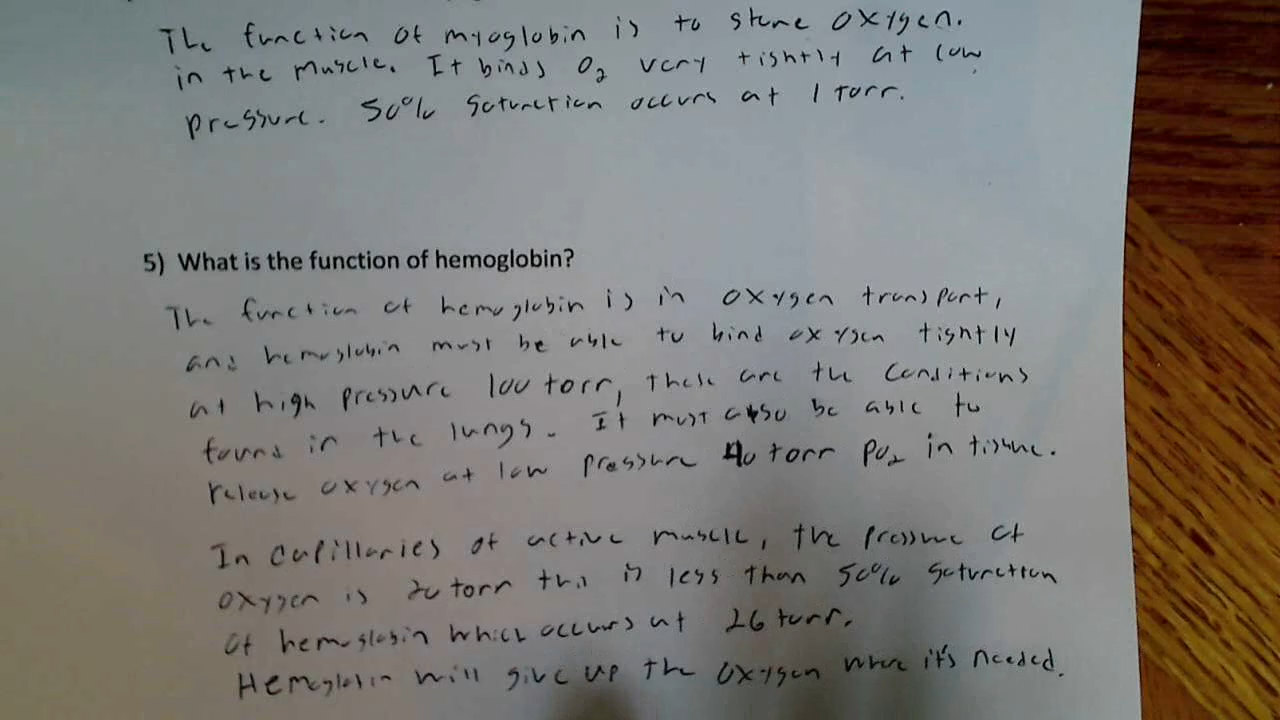 The function of myoglobin is to store oxygen.
in the muscle. It binds O2 very tightly at low
pressure. 50% saturation occurs at 1 torr.
5) What is the function of hemoglobin?
The function of hemoglobin is in oxygen transport,
and hemoglobin must be able to bind oxygen tightly
at high pressure 100 torr, these are the conditions
found in the lungs. It must also be able to
release oxygen at low pressure 40 torr PO2 in tissue.
In capillaries of active muscle, the pressure of
oxygen is 20 torr this is less than 50% saturation
of hemoglobin which occurs at 26 torr.
Hemoglobin will give up the oxygen where it's needed.